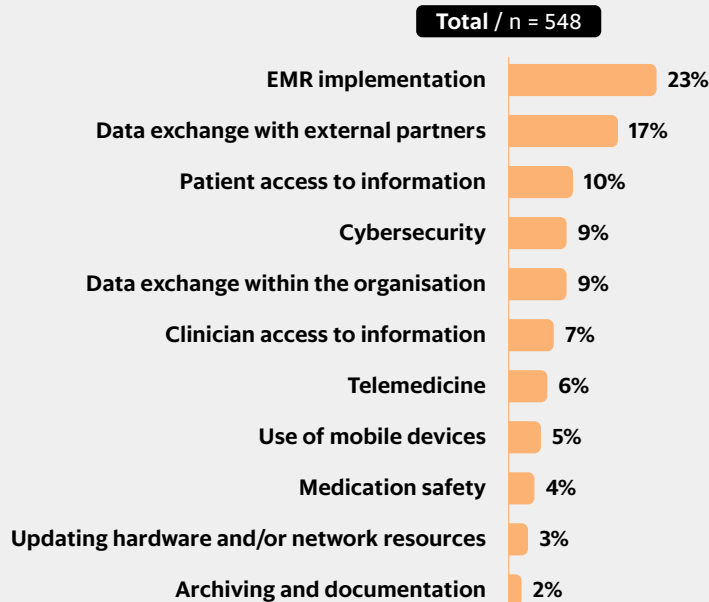 Total / n = 548
EMR implementation 23%
Data exchange with external partners 17%
Patient access to information 10%
Cybersecurity 9%
Data exchange within the organisation 9%
Clinician access to information 7%
Telemedicine 6%
Use of mobile devices 5%
Medication safety 4%
Updating hardware and/or network resources 3%
Archiving and documentation 2%